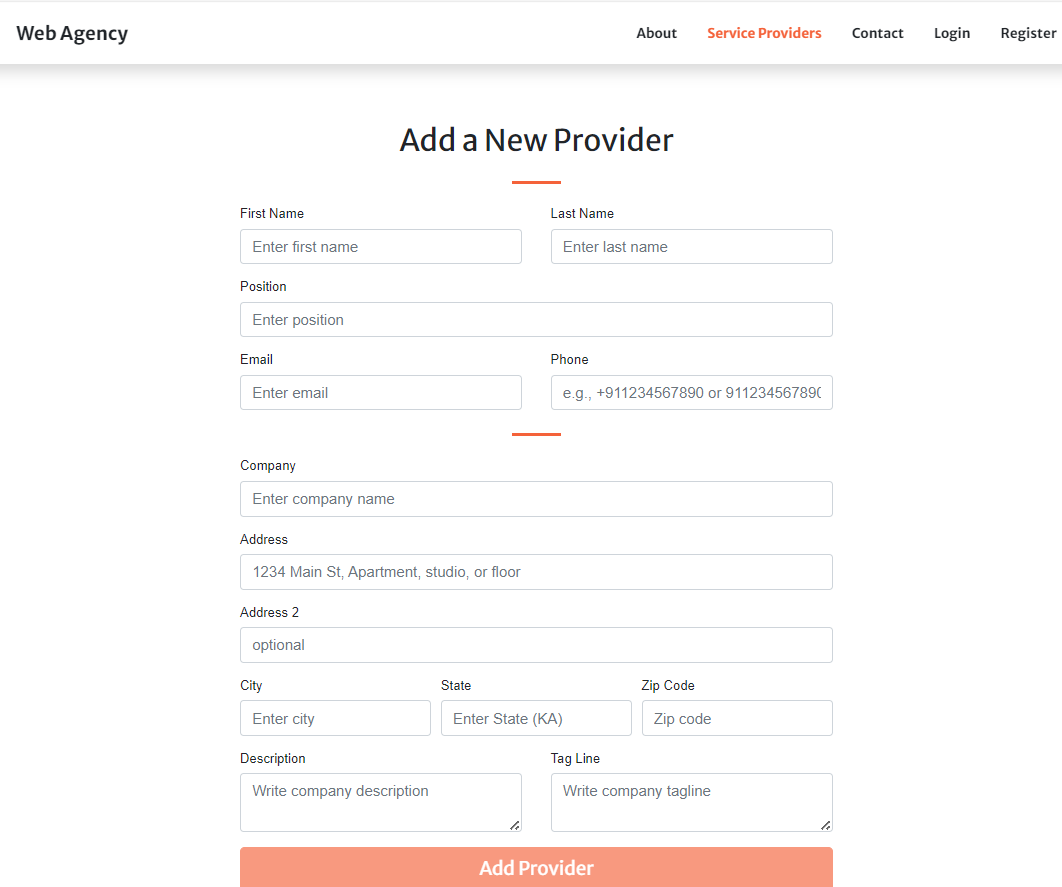 Web Agency
About Service Providers Contact Login Register
Add a New Provider
First Name Last Name
Enter first name Enter last name
Position
Enter position
Email Phone
Enter email e.g., +911234567890 or 911234567890
Company
Enter company name
Address
1234 Main St, Apartment, studio, or floor
Address 2
optional
City State Zip Code
Enter city Enter State (KA) Zip code
Description Tag Line
Write company description Write company tagline
Add Provider